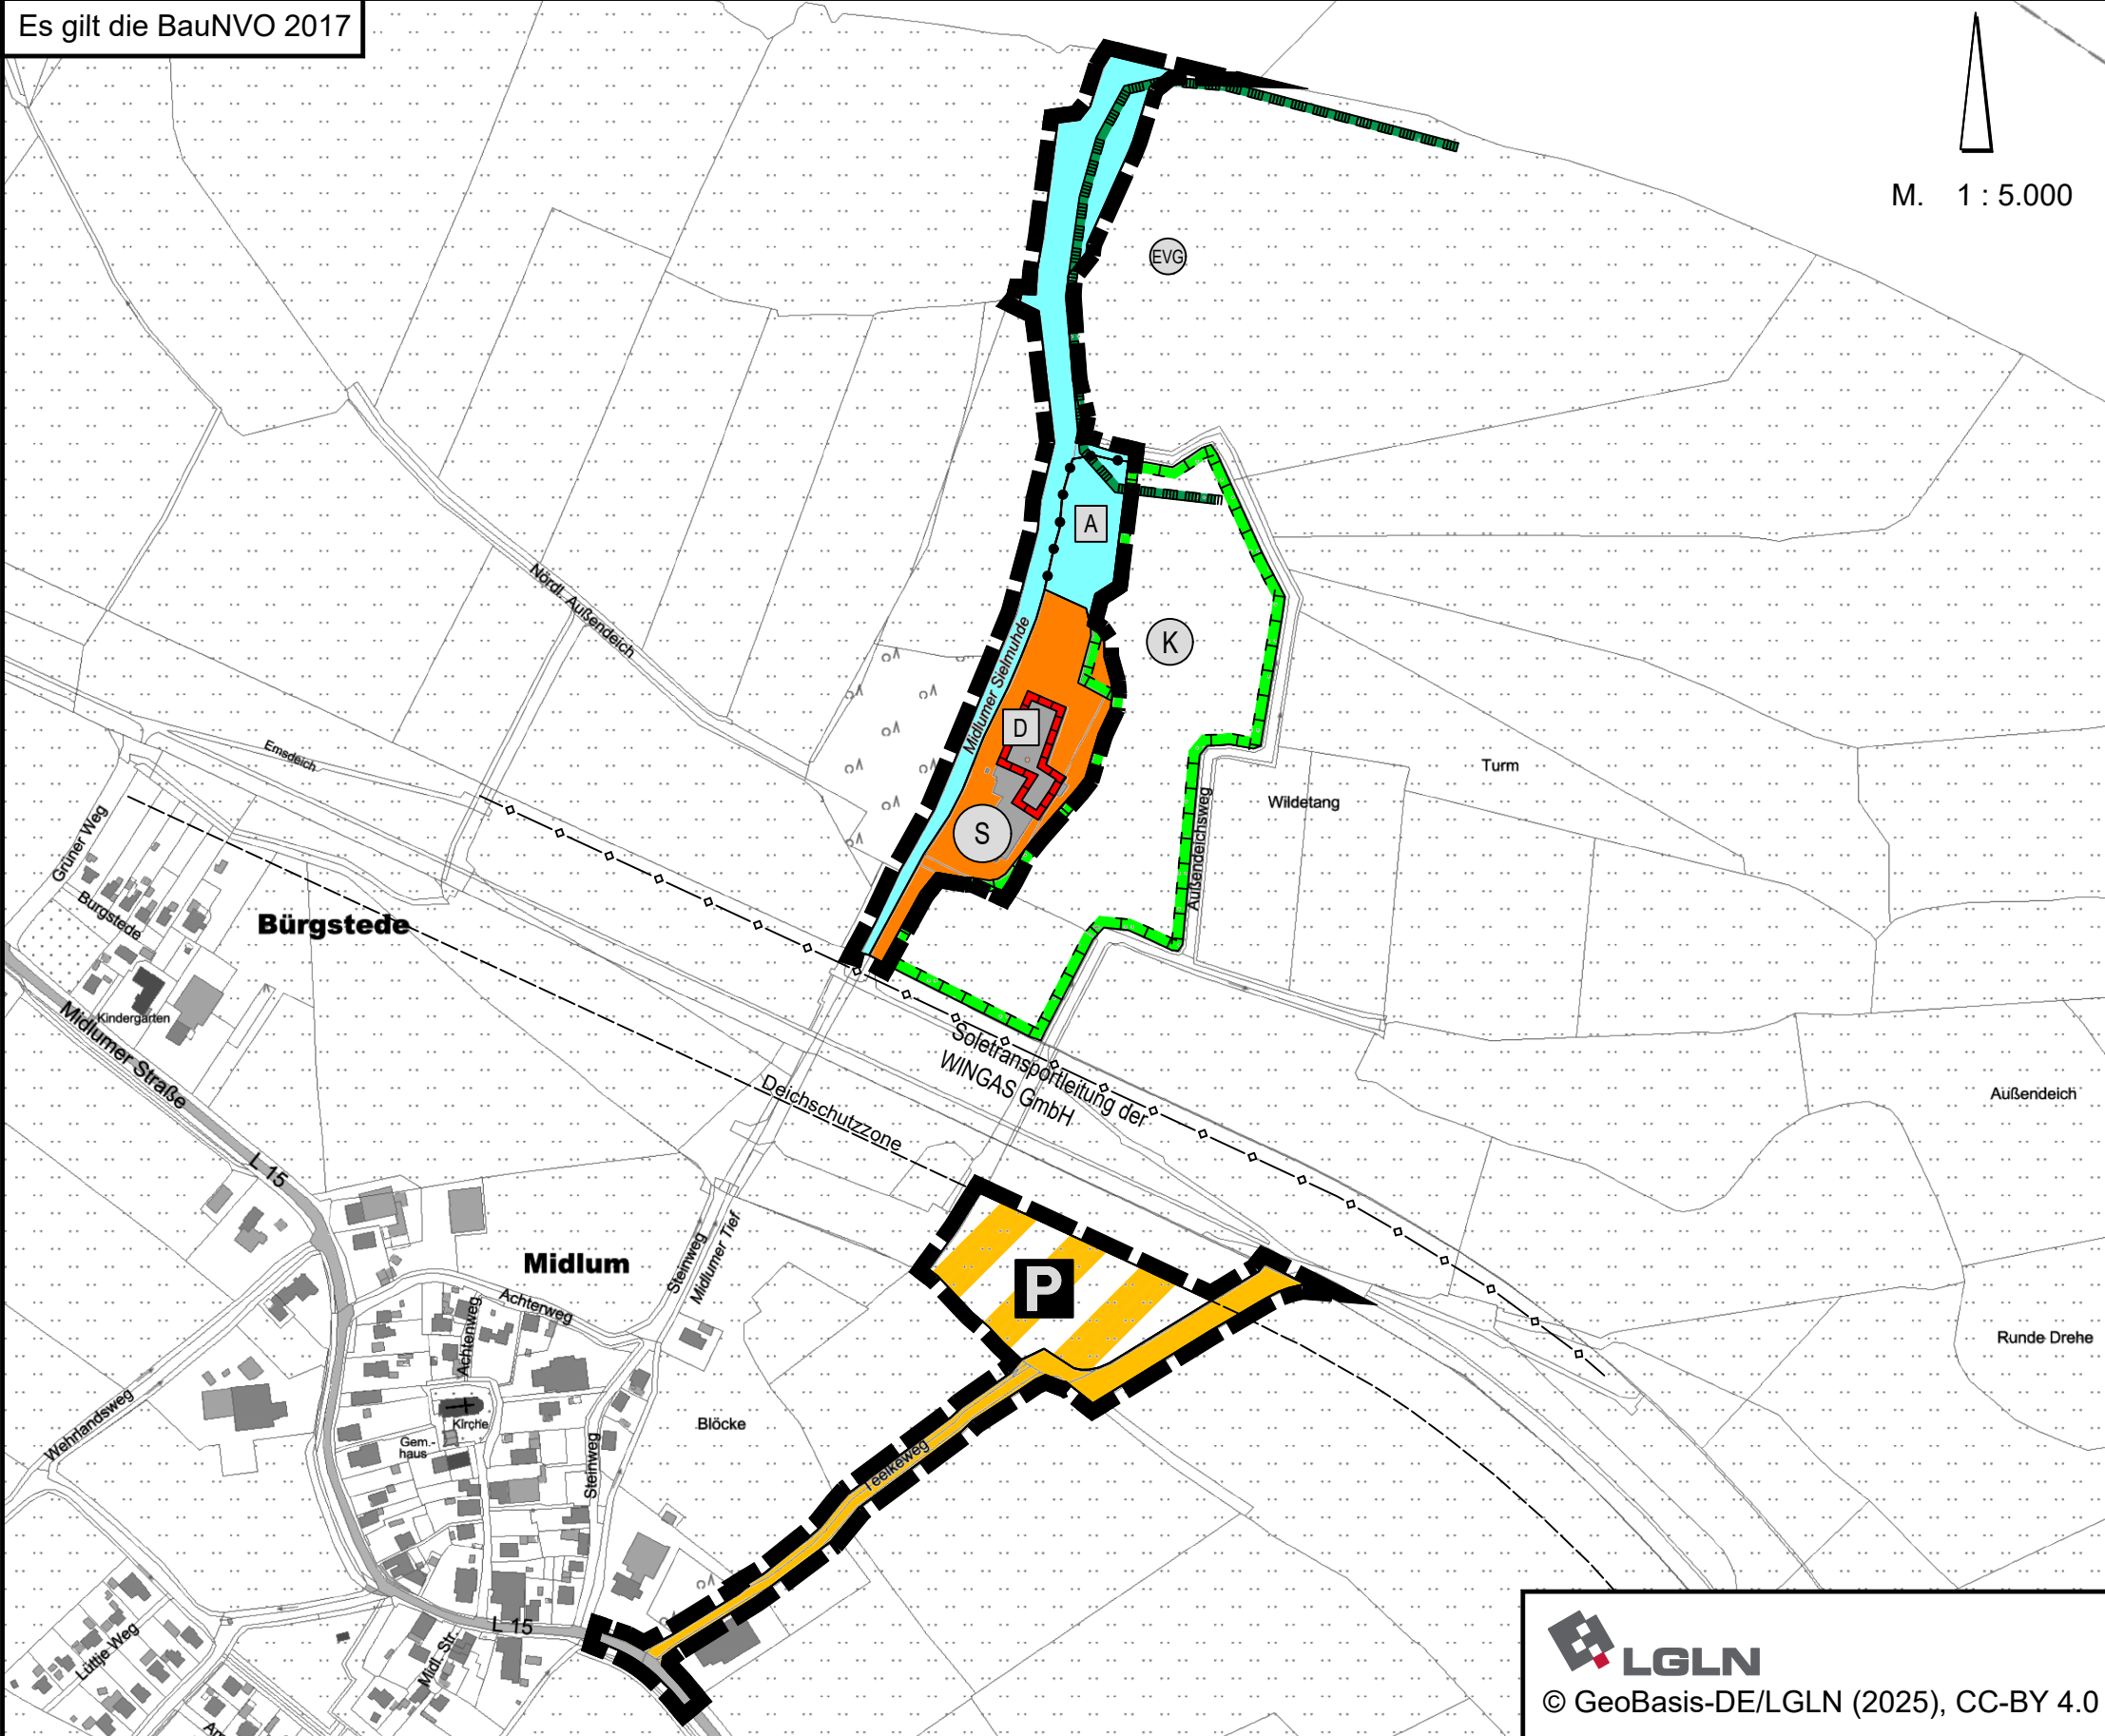 Es gilt die BauNVO 2017
M. 1 : 5.000
EVG
A
K
Nördl. Außendeich
Midlumer Sielmuhde
D
S
Emsdeich
Turm
Wildetang
Außendeichsweg
Grüner Weg
Burgstede
Bürgstede
Kindergarten
Midlumer Straße
Soletransportleitung der
WINGAS GmbH
Deichschutzzone
Außendeich
L 15
Midlum
Steinweg
Midlumer Tief
P
Achterweg
Achterweg
Runde Drehe
Wehrlandsweg
Kirche
Gem.-
haus
Blöcke
Teelkeweg
Steinweg
L 15
Midl. Str.
Lüttje Weg
LGLN
© GeoBasis-DE/LGLN (2025), CC-BY 4.0